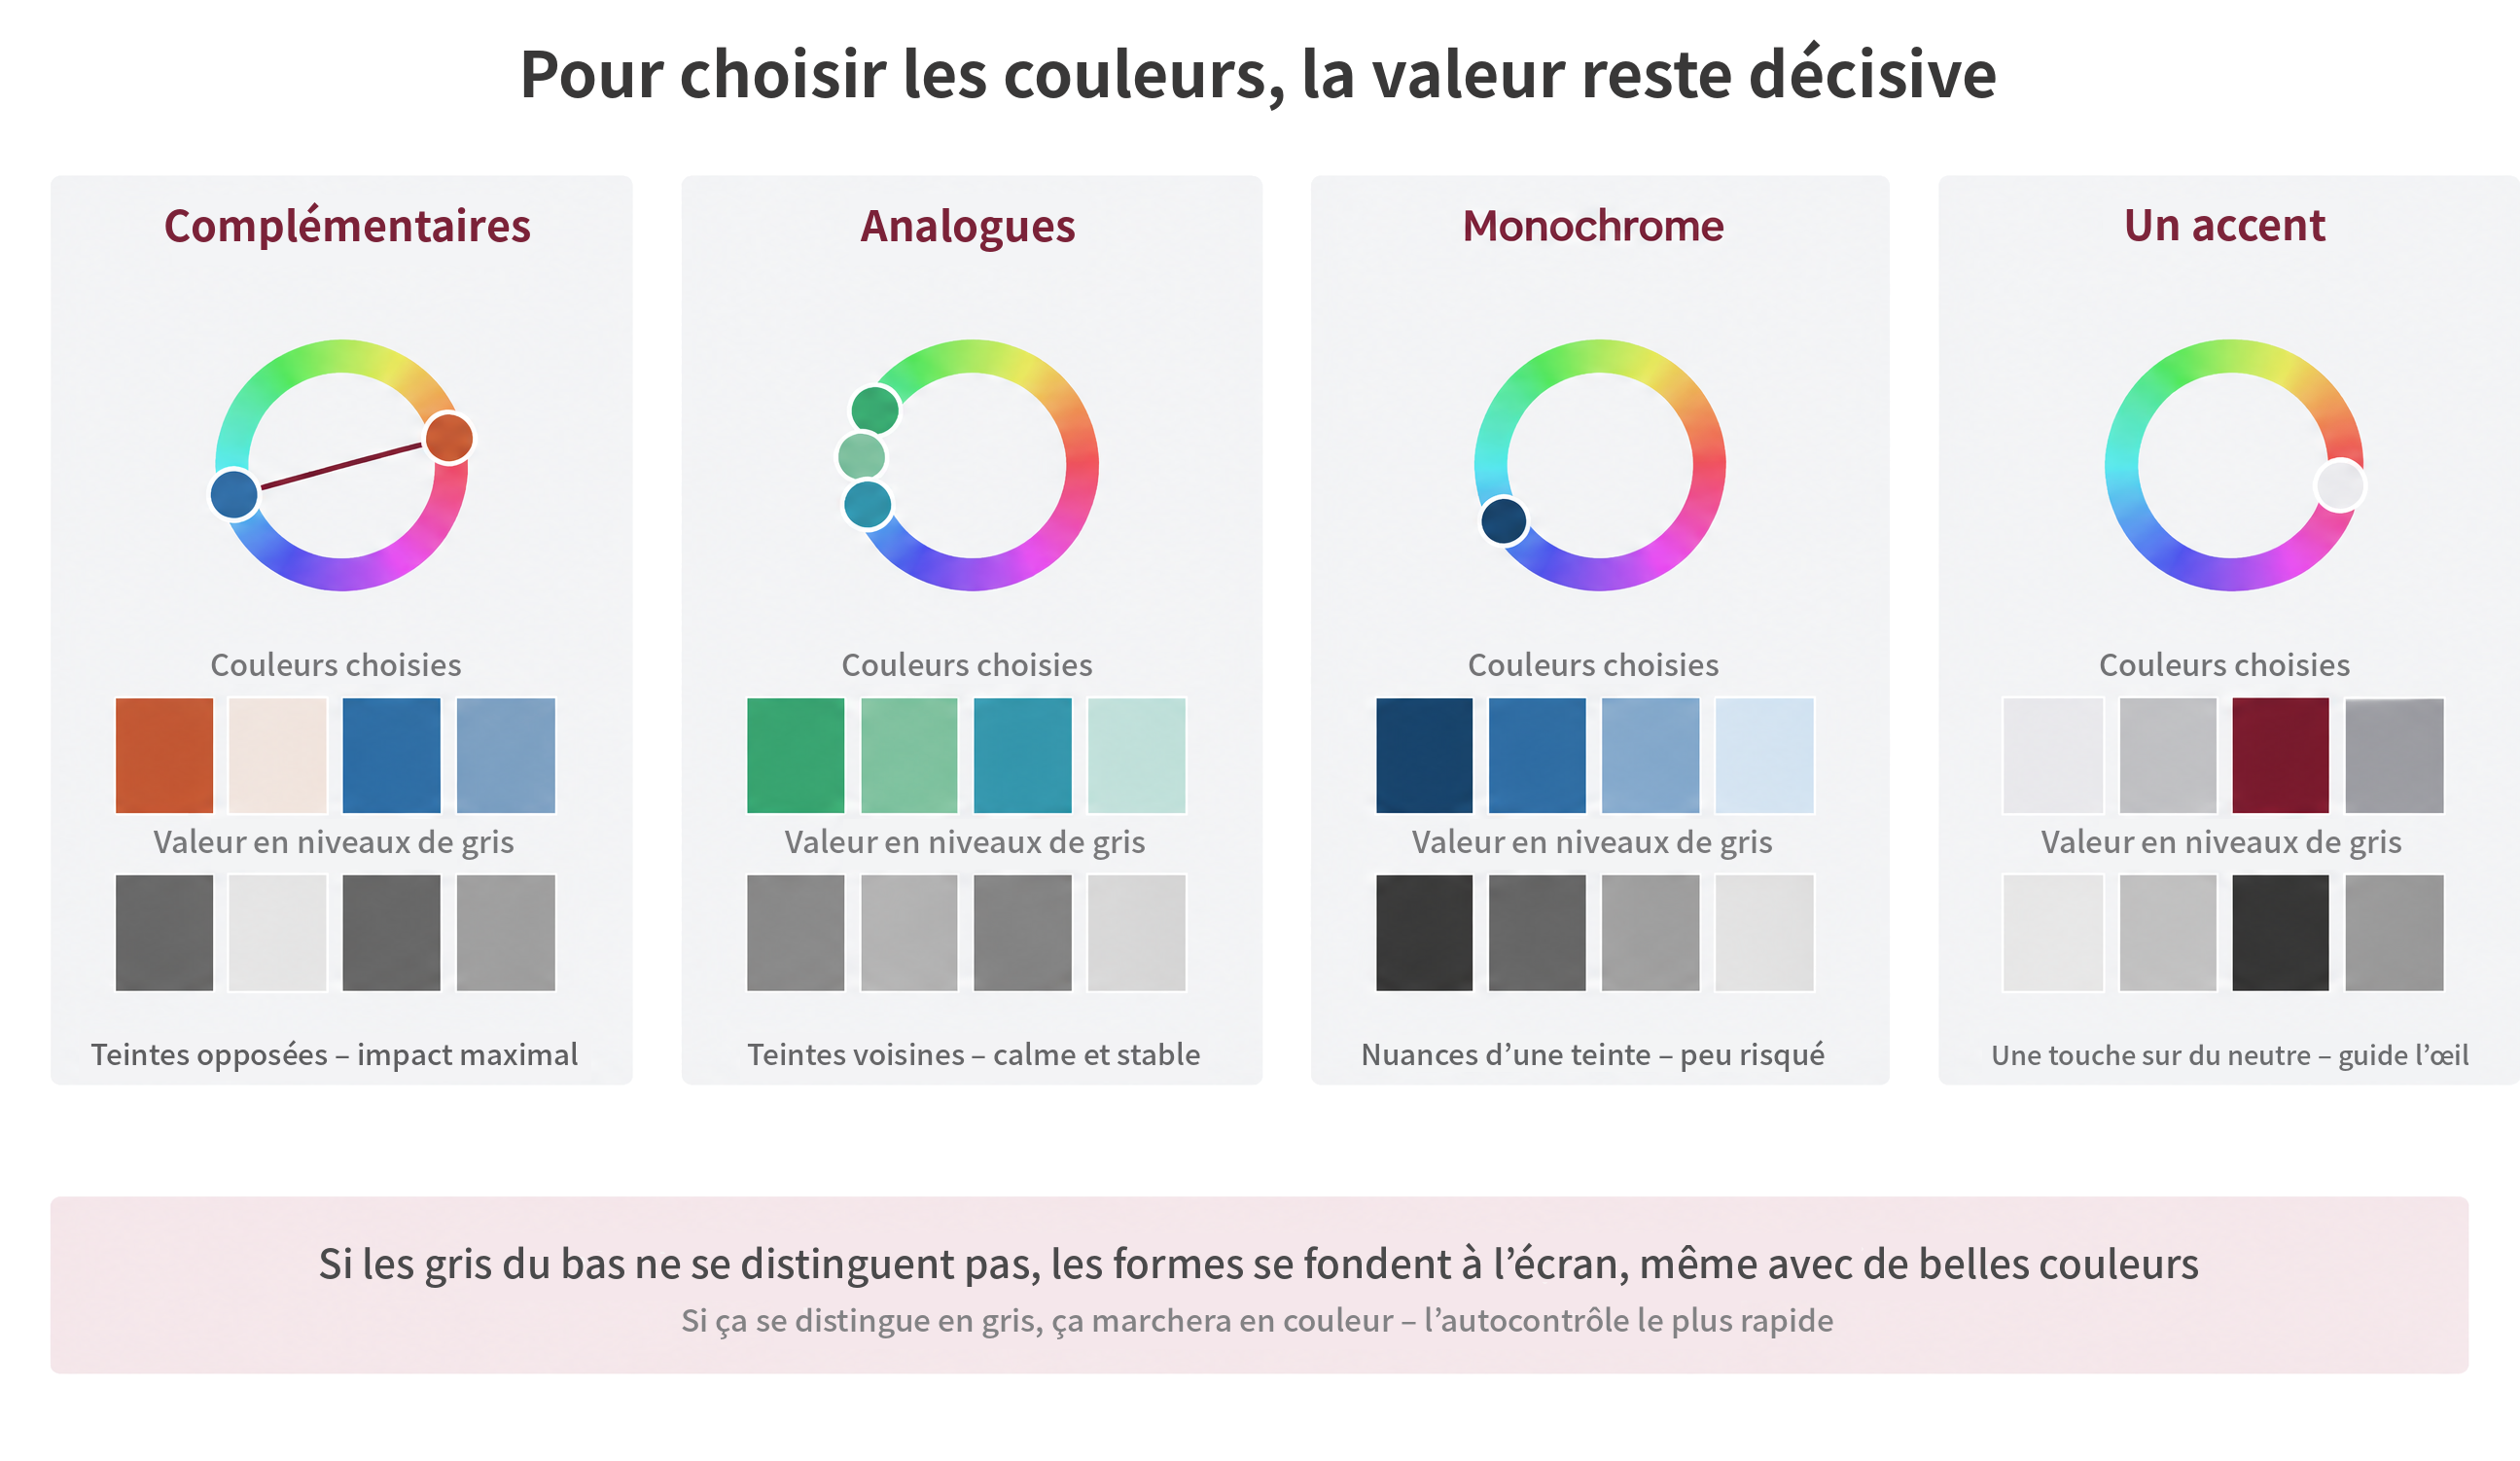 Pour choisir les couleurs, la valeur reste décisive
Complémentaires
Couleurs choisies
Valeur en niveaux de gris
Teintes opposées – impact maximal
Analogues
Couleurs choisies
Valeur en niveaux de gris
Teintes voisines – calme et stable
Monochrome
Couleurs choisies
Valeur en niveaux de gris
Nuances d’une teinte – peu risqué
Un accent
Couleurs choisies
Valeur en niveaux de gris
Une touche sur du neutre – guide l’œil
Si les gris du bas ne se distinguent pas, les formes se fondent à l’écran, même avec de belles couleurs
Si ça se distingue en gris, ça marchera en couleur – l’autocontrôle le plus rapide